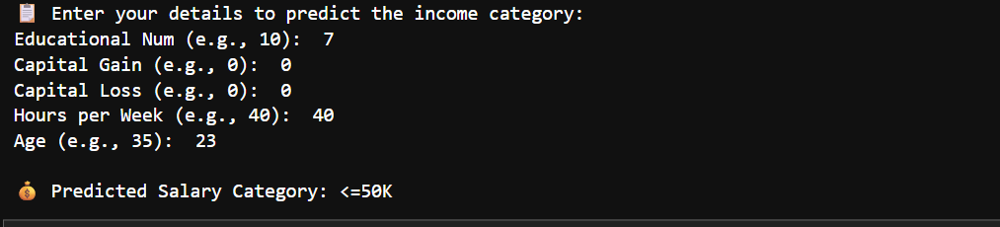 📋 Enter your details to predict the income category:
Educational Num (e.g., 10):  7
Capital Gain (e.g., 0):  0
Capital Loss (e.g., 0):  0
Hours per Week (e.g., 40):  40
Age (e.g., 35):  23
💰 Predicted Salary Category: <=50K